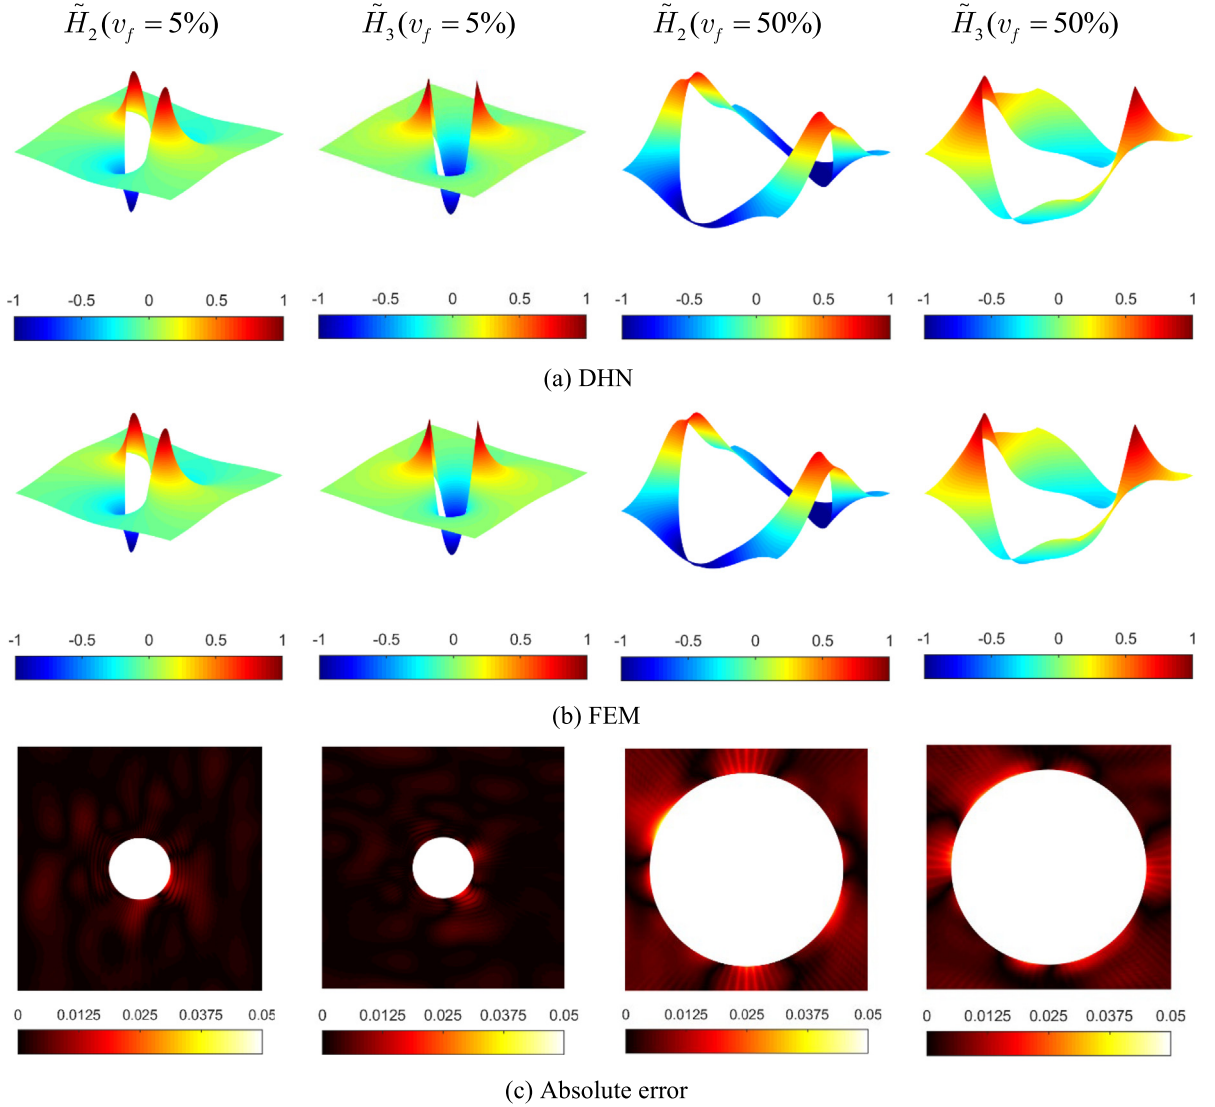 H̃₂(v_f = 5%) H̃₃(v_f = 5%) H̃₂(v_f = 50%) H̃₃(v_f = 50%)
-1 -0.5 0 0.5 1 -1 -0.5 0 0.5 1 -1 -0.5 0 0.5 1 -1 -0.5 0 0.5 1
(a) DHN
-1 -0.5 0 0.5 1 -1 -0.5 0 0.5 1 -1 -0.5 0 0.5 1 -1 -0.5 0 0.5 1
(b) FEM
0 0.0125 0.025 0.0375 0.05 0 0.0125 0.025 0.0375 0.05 0 0.0125 0.025 0.0375 0.05 0 0.0125 0.025 0.0375 0.05
(c) Absolute error